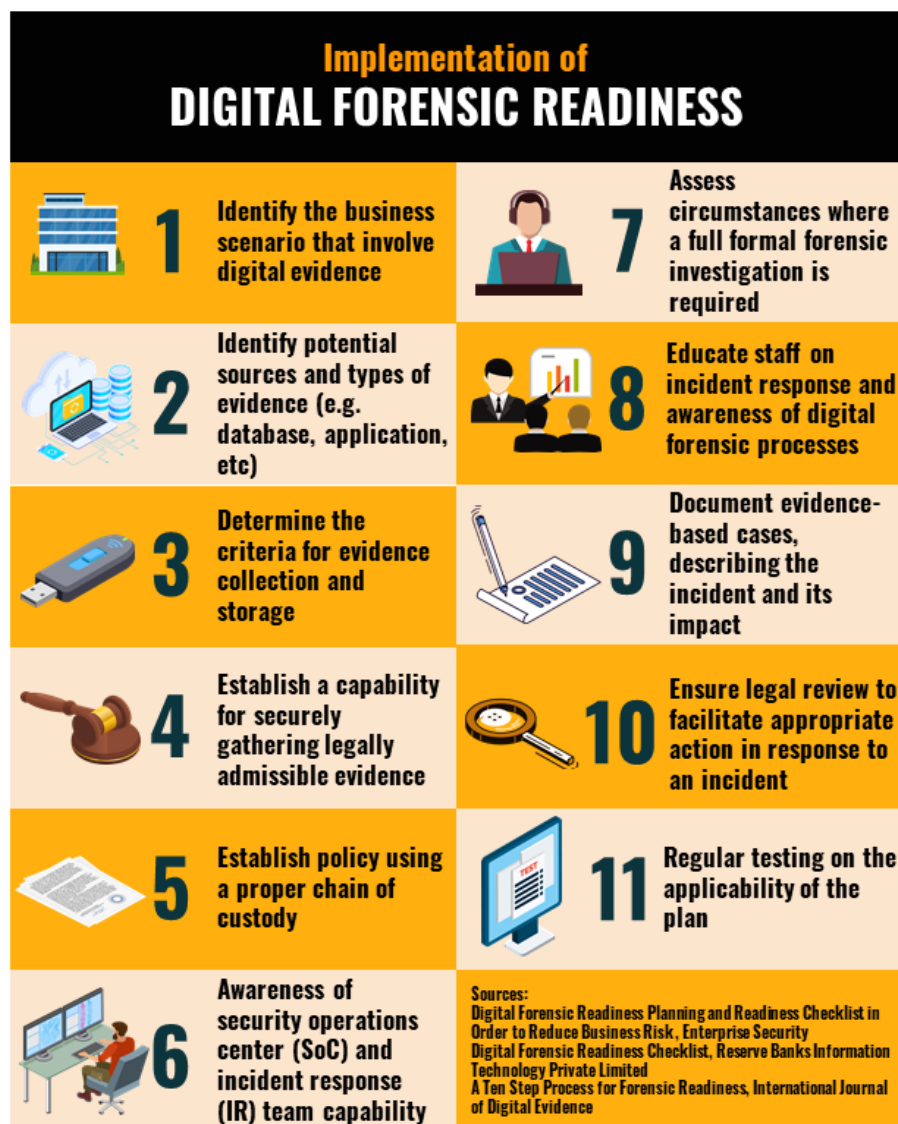 Implementation of
DIGITAL FORENSIC READINESS
1
Identify the business
scenario that involve
digital evidence
2
Identify potential
sources and types of
evidence (e.g.
database, application,
etc)
3
Determine the
criteria for evidence
collection and
storage
4
Establish a capability
for securely
gathering legally
admissible evidence
5
Establish policy using
a proper chain of
custody
6
Awareness of
security operations
center (SoC) and
incident response
(IR) team capability
7
Assess
circumstances where
a full formal forensic
investigation is
required
8
Educate staff on
incident response and
awareness of digital
forensic processes
9
Document evidence-
based cases,
describing the
incident and its
impact
10
Ensure legal review to
facilitate appropriate
action in response to
an incident
TEST
11
Regular testing on the
applicability of the
plan
Sources:
Digital Forensic Readiness Planning and Readiness Checklist in
Order to Reduce Business Risk, Enterprise Security
Digital Forensic Readiness Checklist, Reserve Banks Information
Technology Private Limited
A Ten Step Process for Forensic Readiness, International Journal
of Digital Evidence